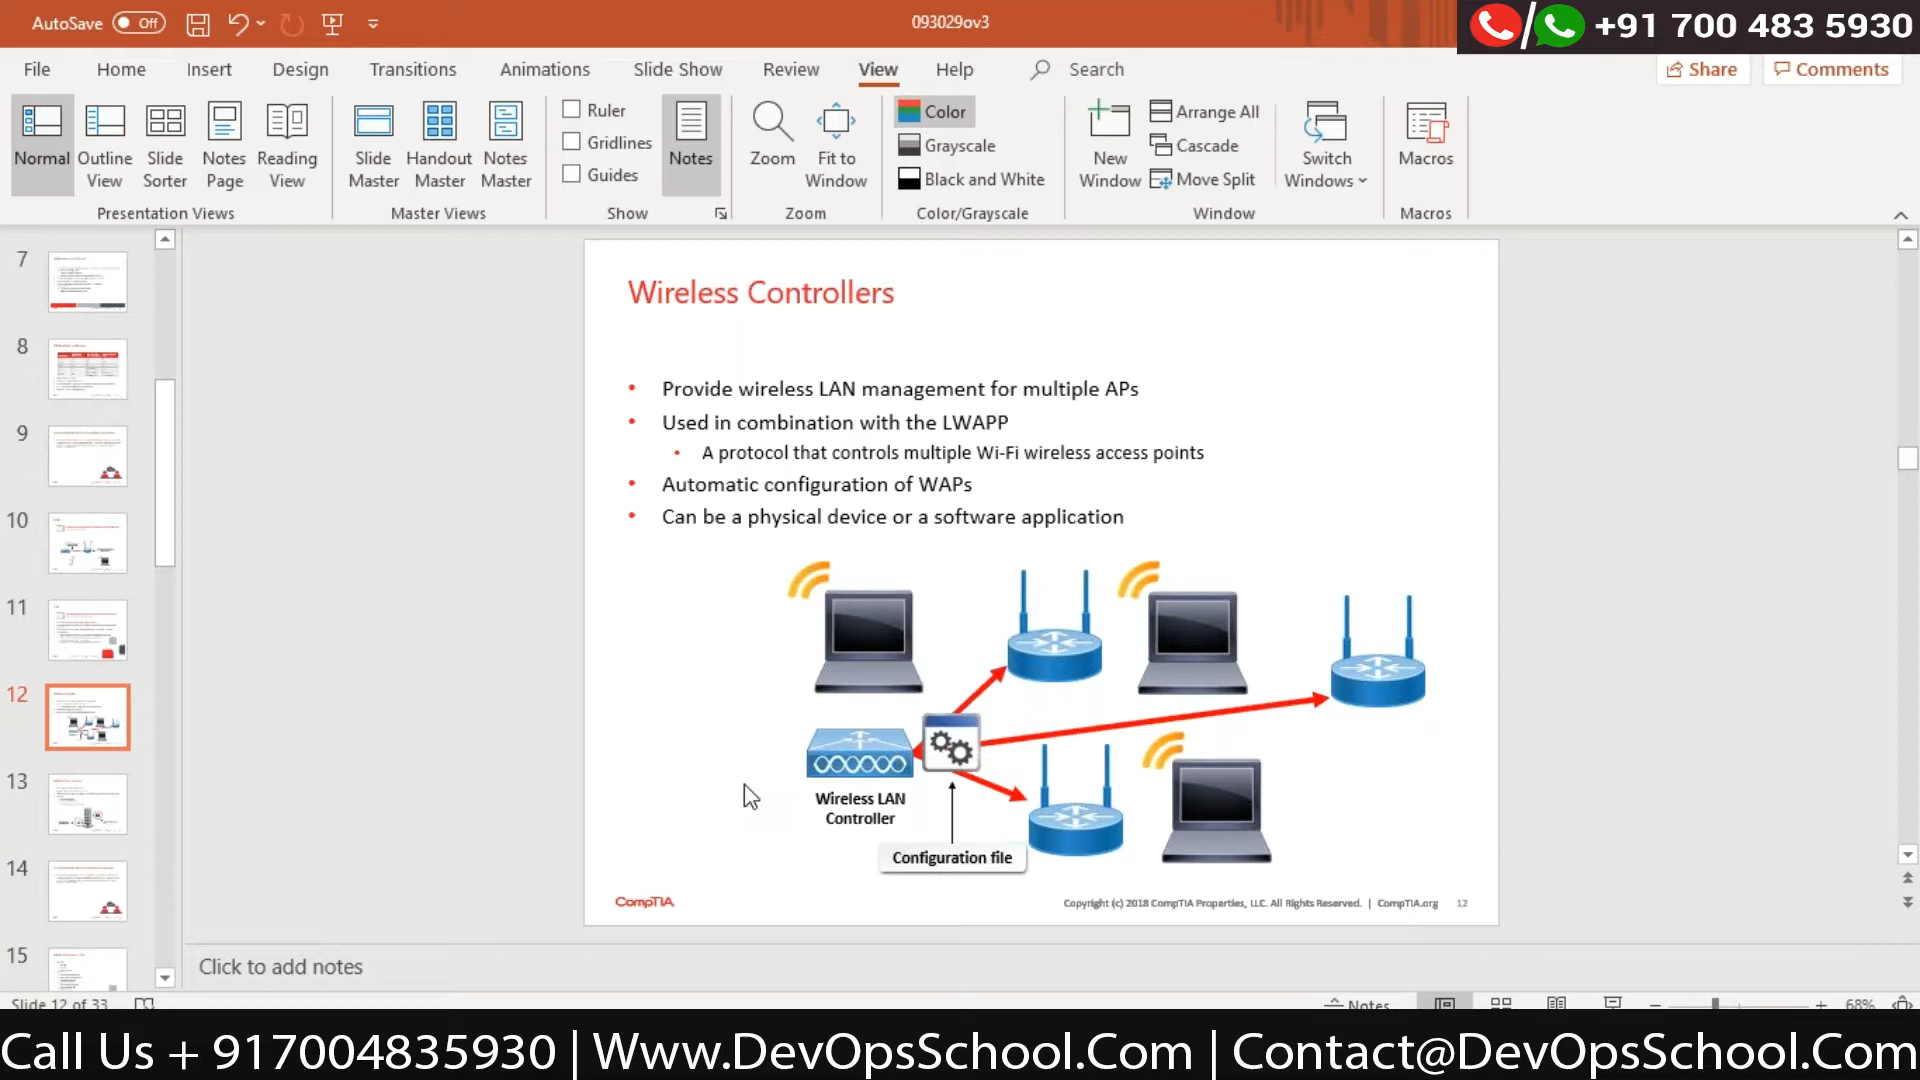 AutoSave Off
093029ov3
+91 700 483 5930
File Home Insert Design Transitions Animations Slide Show Review View Help Search Share Comments
Normal
Outline View
Slide Sorter
Notes Page
Reading View
Presentation Views
Slide Master
Handout Master
Notes Master
Master Views
Ruler
Gridlines
Guides
Show
Notes
Zoom
Fit to Window
Zoom
Color
Grayscale
Black and White
Color/Grayscale
New Window
Arrange All
Cascade
Move Split
Switch Windows
Window
Macros
Macros
7
8
9
10
11
12
13
14
15
Wireless Controllers
• Provide wireless LAN management for multiple APs
• Used in combination with the LWAPP
• A protocol that controls multiple Wi-Fi wireless access points
• Automatic configuration of WAPs
• Can be a physical device or a software application
Wireless LAN
Controller
Configuration file
CompTIA
Copyright (c) 2018 CompTIA Properties, LLC. All Rights Reserved. | CompTIA.org 12
Click to add notes
Slide 12 of 33 Notes 68%
Call Us + 917004835930 | Www.DevOpsSchool.Com | Contact@DevOpsSchool.Com